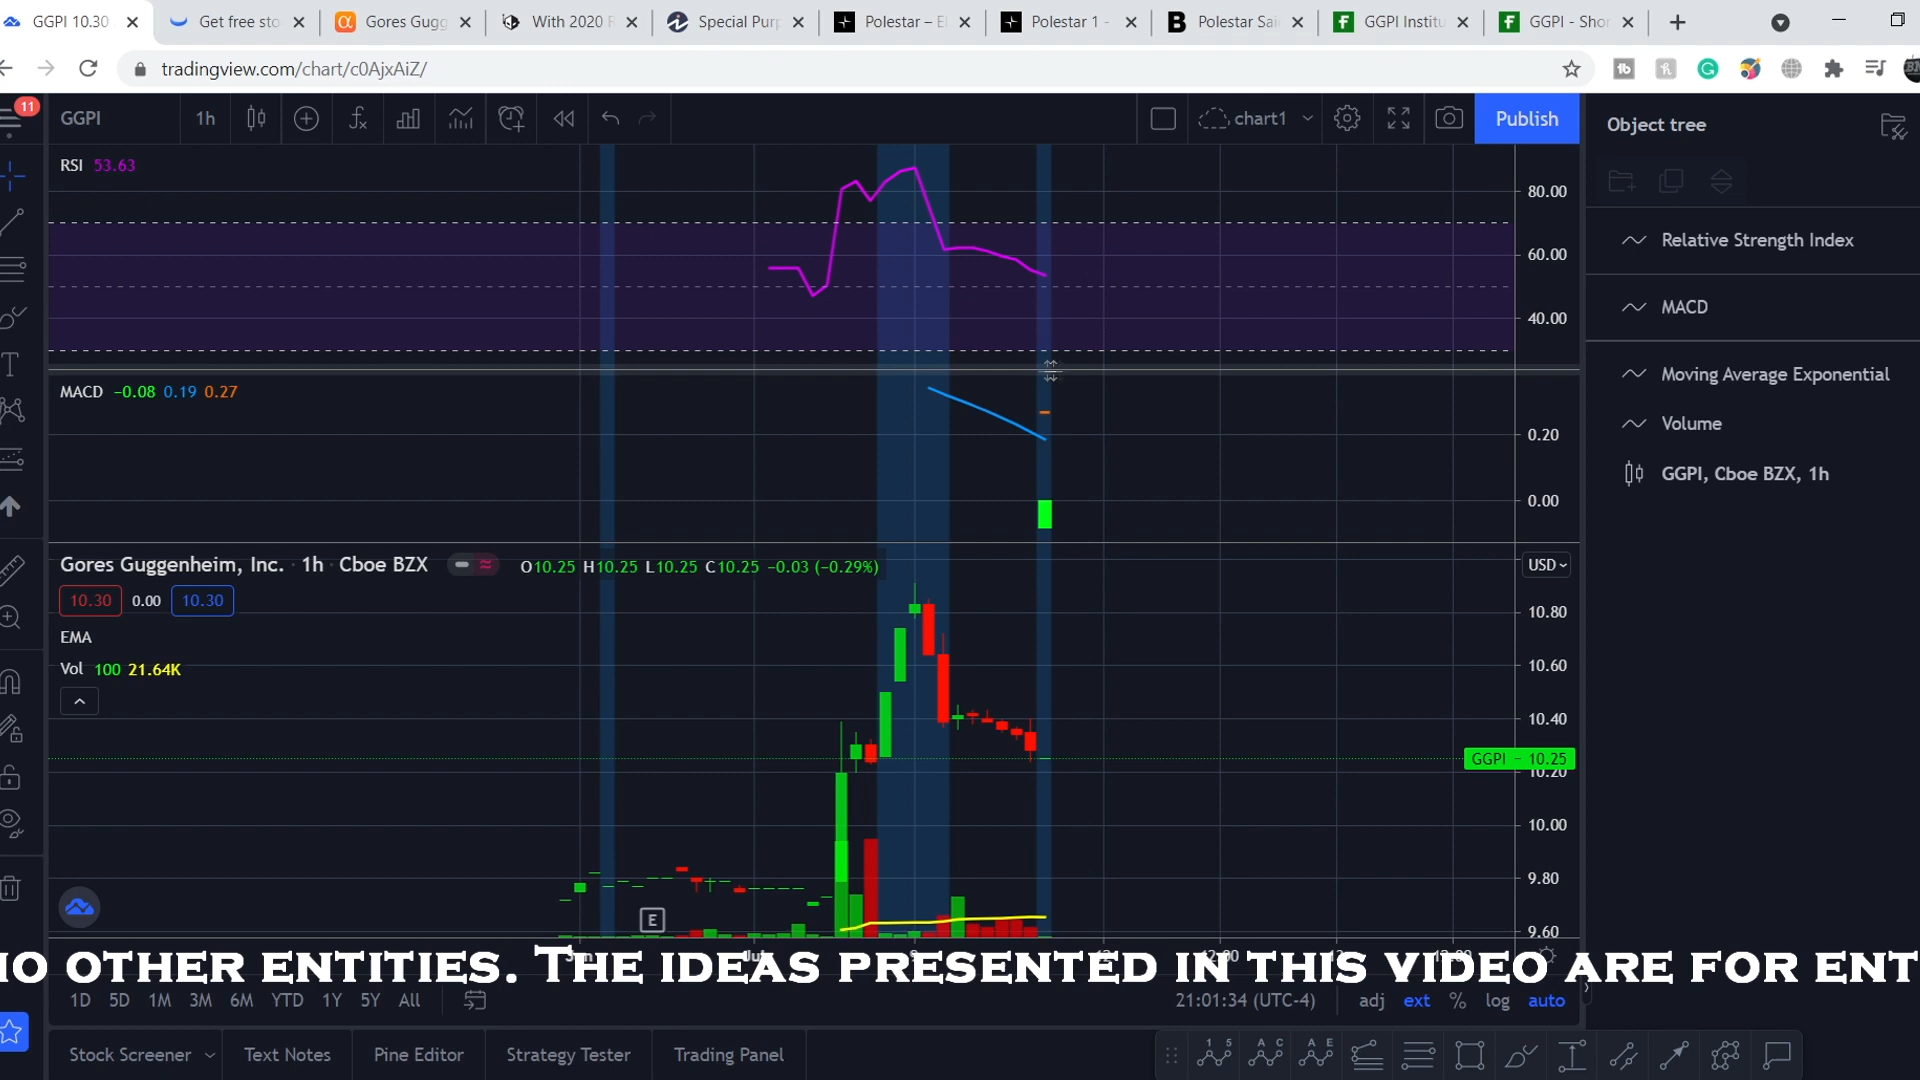 GGPI 10.30
Get free sto
Gores Gugg
With 2020 R
Special Purp
Polestar – El
Polestar 1 -
Polestar Sai
GGPI Institu
GGPI - Shor
tradingview.com/chart/c0AjxAiZ/
11
GGPI
1h
chart1
Publish
Object tree
RSI 53.63
80.00
60.00
40.00
Relative Strength Index
MACD
Moving Average Exponential
Volume
GGPI, Cboe BZX, 1h
MACD −0.08 0.19 0.27
0.20
0.00
Gores Guggenheim, Inc. · 1h · Cboe BZX
O10.25 H10.25 L10.25 C10.25 −0.03 (−0.29%)
USD
10.30 0.00 10.30
EMA
Vol 100 21.64K
10.80
10.60
10.40
GGPI − 10.25
10.20
10.00
9.80
9.60
E
NO OTHER ENTITIES. THE IDEAS PRESENTED IN THIS VIDEO ARE FOR ENT
1D 5D 1M 3M 6M YTD 1Y 5Y All
21:01:34 (UTC-4)
adj ext % log auto
Stock Screener
Text Notes
Pine Editor
Strategy Tester
Trading Panel